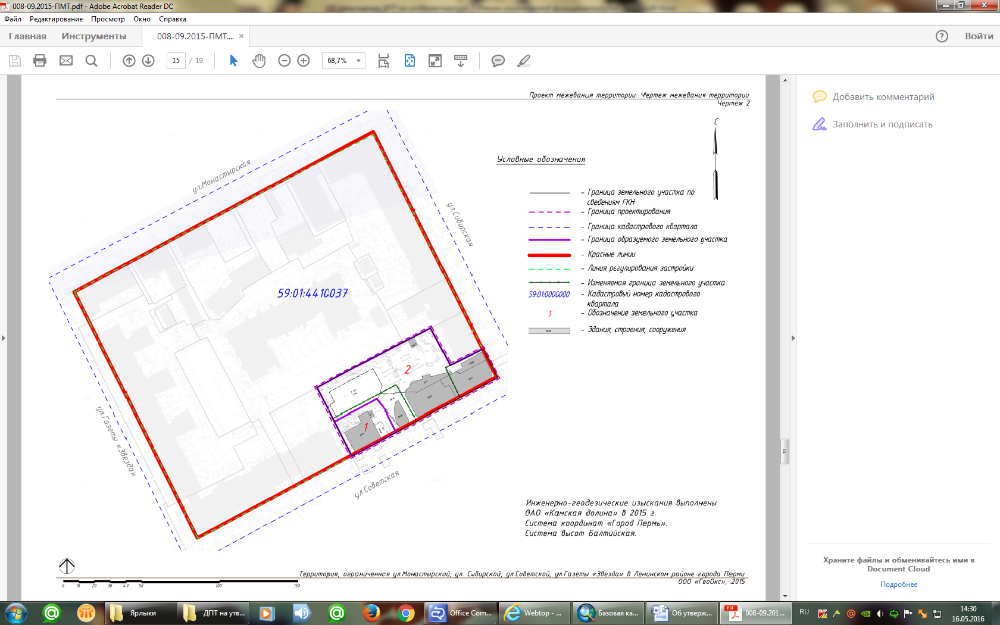 008-09.2015-ПМТ.pdf - Adobe Acrobat Reader DC
Файл Редактирование Просмотр Окно Справка
Главная Инструменты 008-09.2015-ПМТ.... × Войти
15 / 19 68,7%
Добавить комментарий
Заполнить и подписать
Проект межевания территории. Чертеж межевания территории
Чертеж 2
С
Условные обозначения
- Граница земельного участка по
сведениям ГКН
- Граница проектирования
- Граница кадастрового квартала
- Граница образуемого земельного участка
- Красные линии
- Линия регулирования застройки
- Изменяемая граница земельного участка
59:01:0000000 - Кадастровый номер кадастрового
квартала
1 - Обозначение земельного участка
- Здания, строения, сооружения
ул.Монастырская
ул.Сибирская
59:01:4410037
2
1
ул.Газеты «Звезда»
ул.Советская
Инженерно-геодезические изыскания выполнены
ОАО «Камская долина» в 2015 г.
Система координат «Город Пермь».
Система высот Балтийская.
0 10 20 30 40 50 100 150
Территория, ограниченная ул.Монастырской, ул. Сибирской, ул.Советской, ул.Газеты «Звезда» в Ленинском районе города Перми
ООО «ГеоОкс», 2015
Храните файлы и обменивайтесь ими в
Document Cloud
Подробнее
Ярлыки
ДПТ на утв...
Office Com...
Webtop - ...
Базовая ка...
Об утверж...
008-09.201...
RU
14:30
16.05.2016